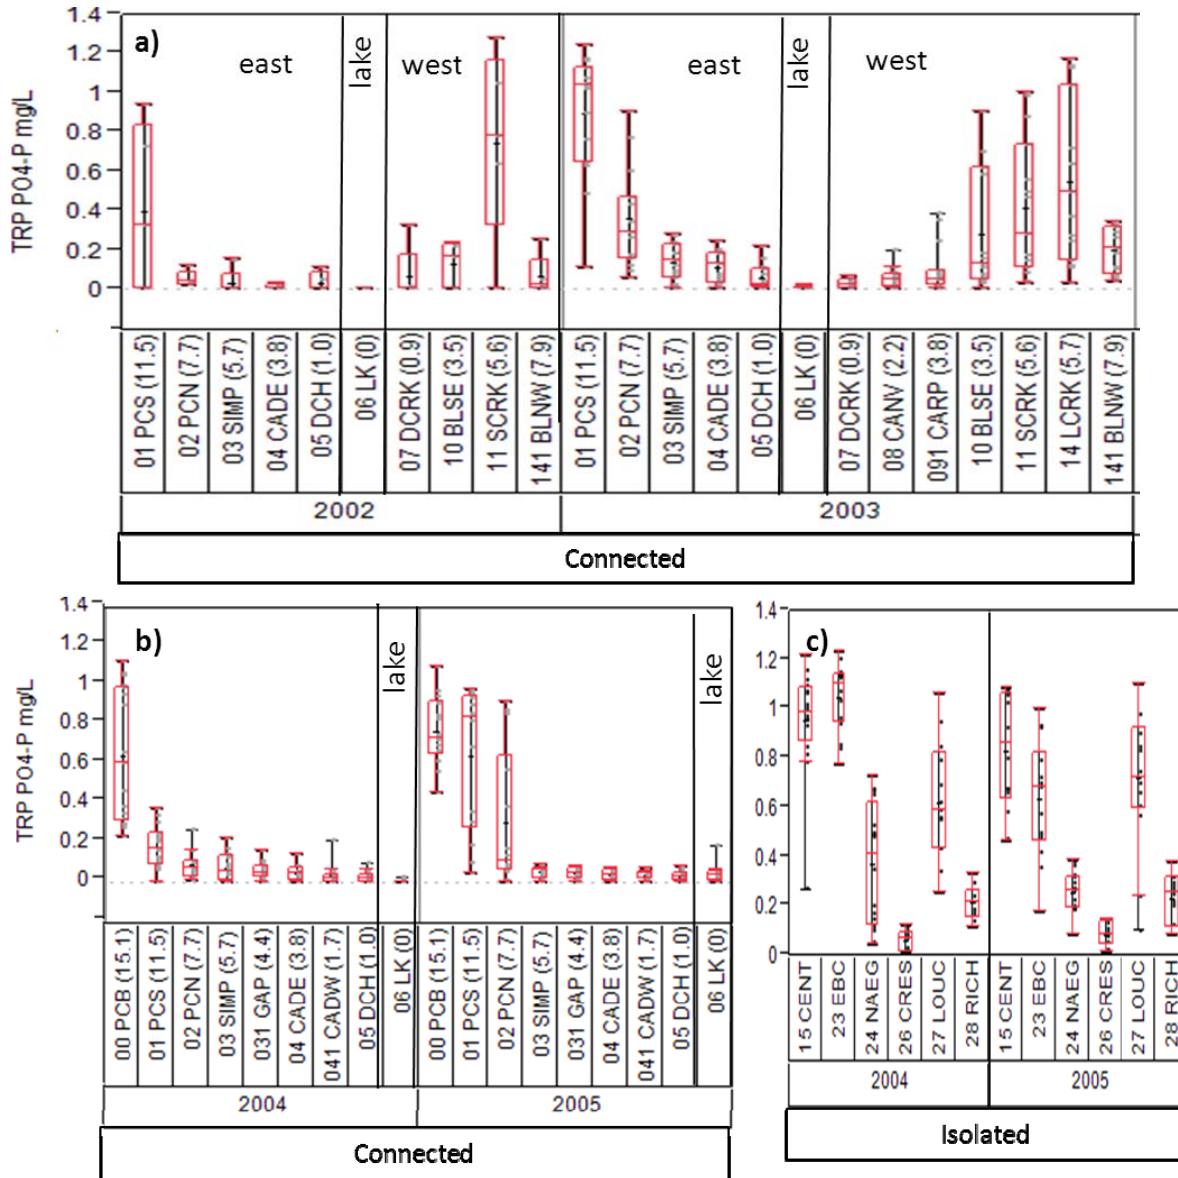 a)
east
lake
west
east
lake
west
TRP PO4-P mg/L
1.4
1.2
1
0.8
0.6
0.4
0.2
0
01 PCS (11.5)
02 PCN (7.7)
03 SIMP (5.7)
04 CADE (3.8)
05 DCH (1.0)
06 LK (0)
07 DCRK (0.9)
10 BLSE (3.5)
11 SCRK (5.6)
141 BLNW (7.9)
01 PCS (11.5)
02 PCN (7.7)
03 SIMP (5.7)
04 CADE (3.8)
05 DCH (1.0)
06 LK (0)
07 DCRK (0.9)
08 CANV (2.2)
091 CARP (3.8)
10 BLSE (3.5)
11 SCRK (5.6)
14 LCRK (5.7)
141 BLNW (7.9)
2002
2003
Connected
b)
lake
lake
TRP PO4-P mg/L
1.4
1.2
1
0.8
0.6
0.4
0.2
0
00 PCB (15.1)
01 PCS (11.5)
02 PCN (7.7)
03 SIMP (5.7)
031 GAP (4.4)
04 CADE (3.8)
041 CADW (1.7)
05 DCH (1.0)
06 LK (0)
00 PCB (15.1)
01 PCS (11.5)
02 PCN (7.7)
03 SIMP (5.7)
031 GAP (4.4)
04 CADE (3.8)
041 CADW (1.7)
05 DCH (1.0)
06 LK (0)
2004
2005
Connected
c)
1.4
1.2
1
0.8
0.6
0.4
0.2
0
15 CENT
23 EBC
24 NAEG
26 CRES
27 LOUC
28 RICH
15 CENT
23 EBC
24 NAEG
26 CRES
27 LOUC
28 RICH
2004
2005
Isolated